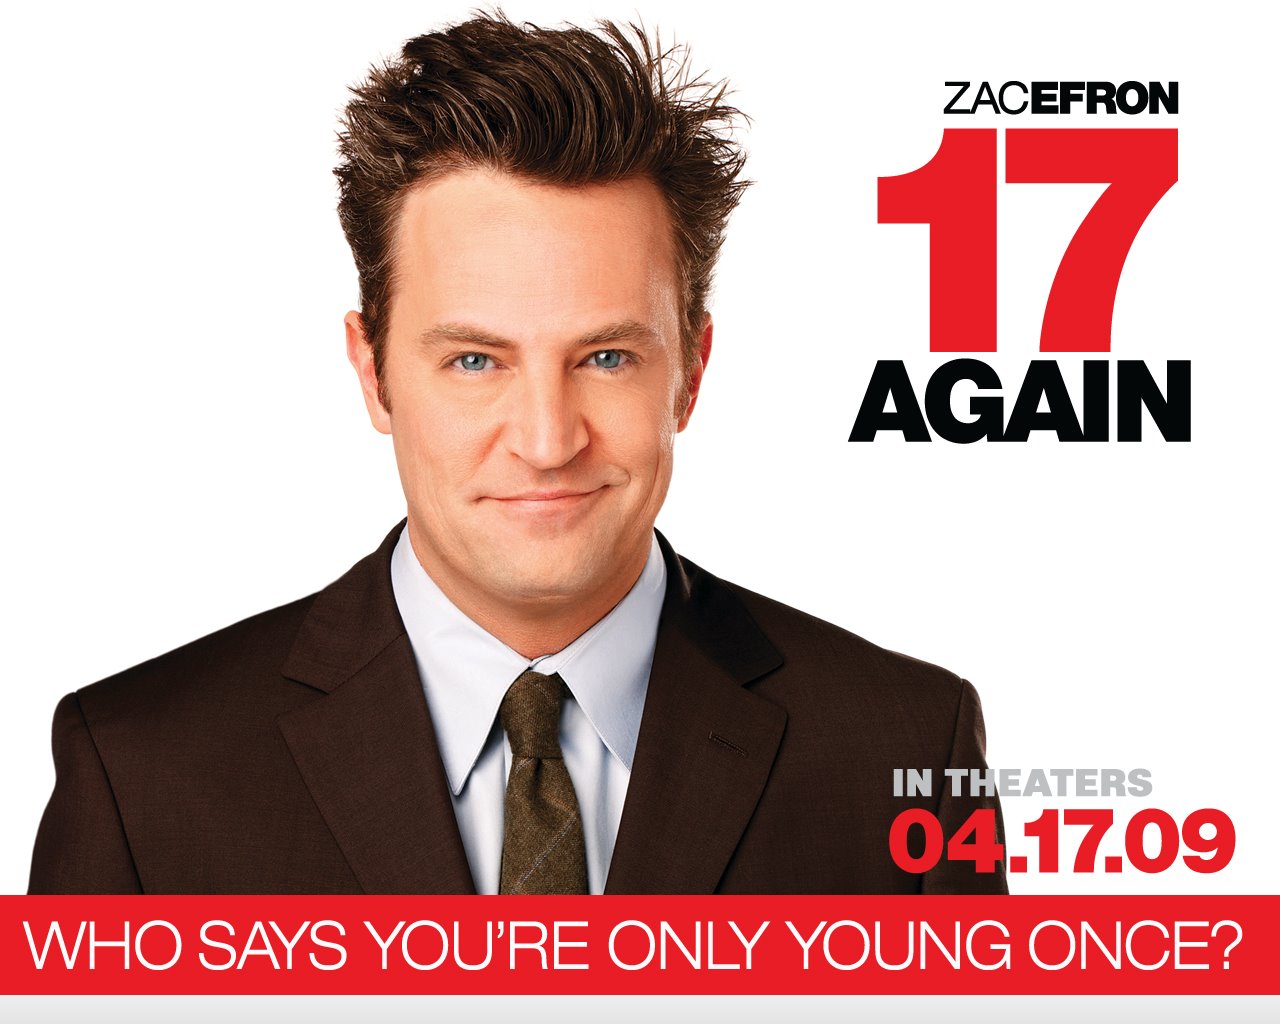 ZACEFRON
17
AGAIN
IN THEATERS
04.17.09
WHO SAYS YOU'RE ONLY YOUNG ONCE?